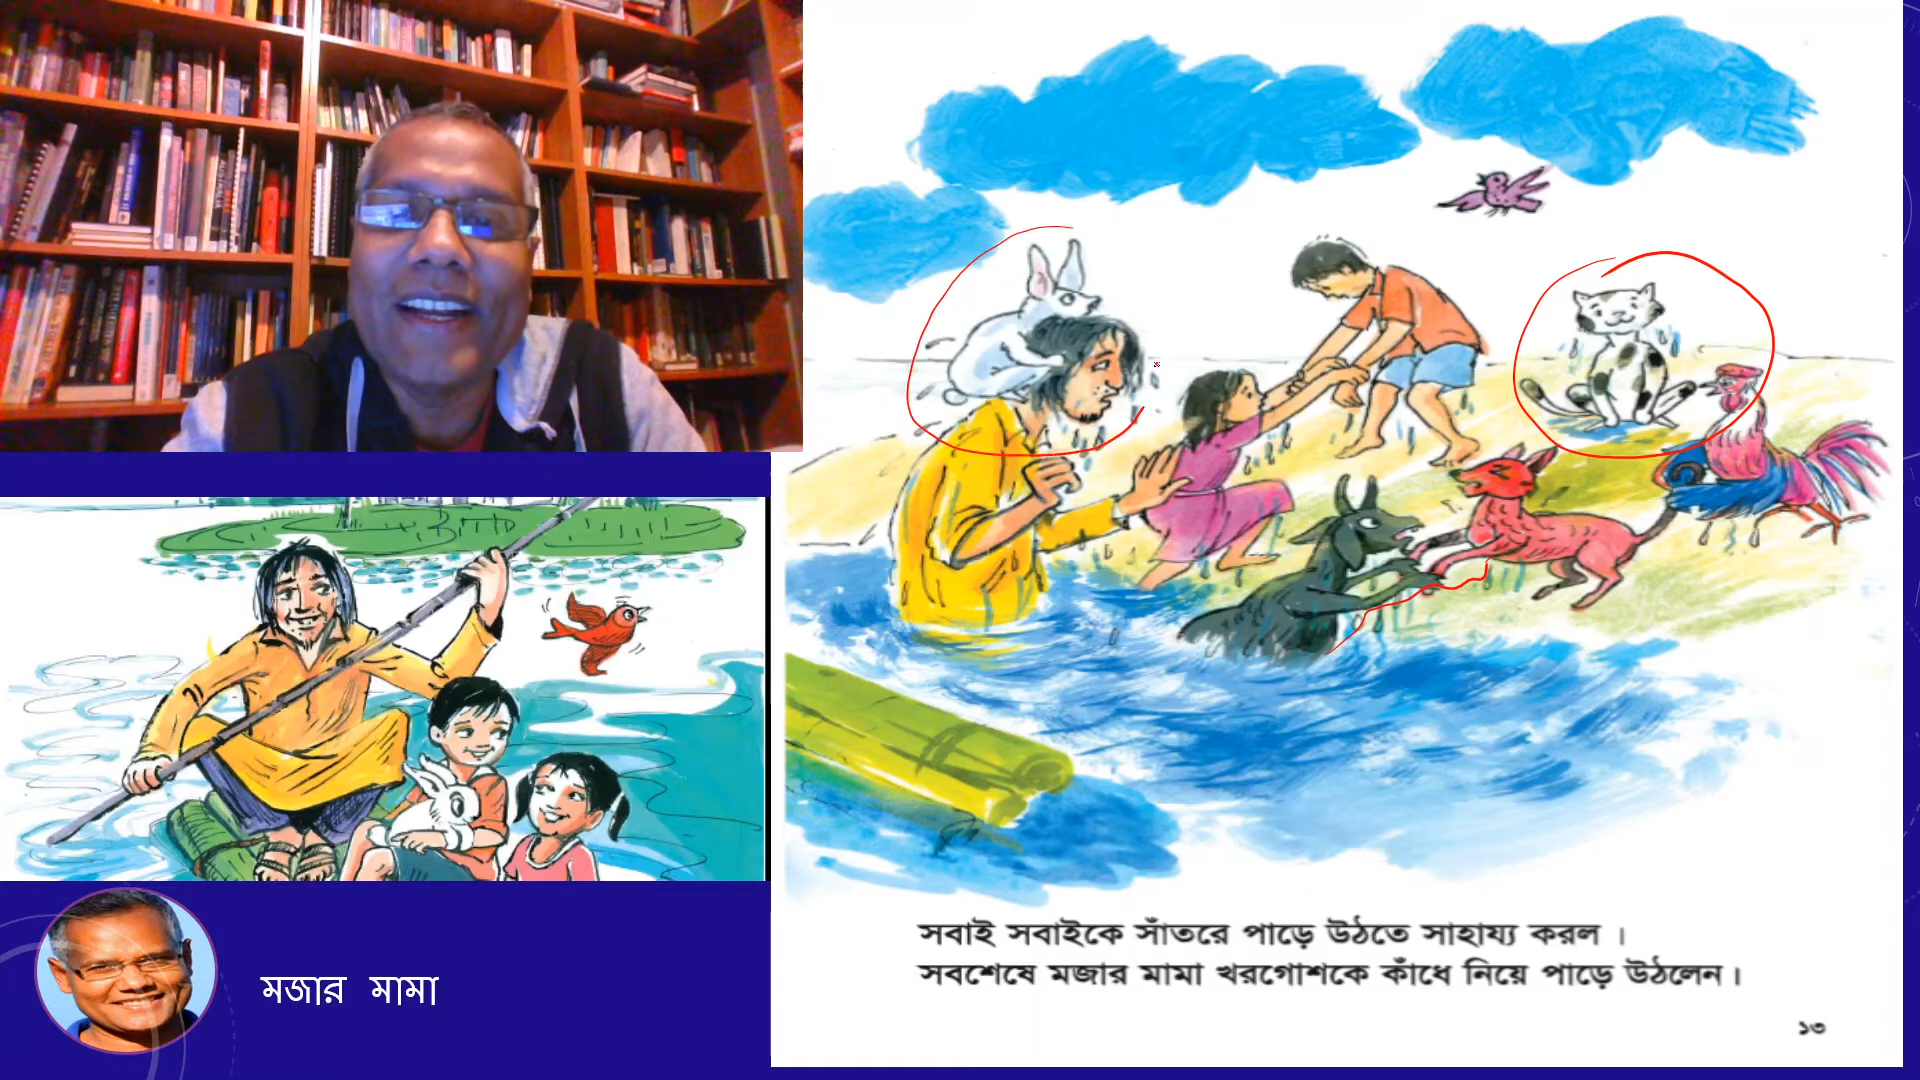 মজার মামা
সবাই সবাইকে সাঁতরে পাড়ে উঠতে সাহায্য করল ।
সবশেষে মজার মামা খরগোশকে কাঁধে নিয়ে পাড়ে উঠলেন।
১৩